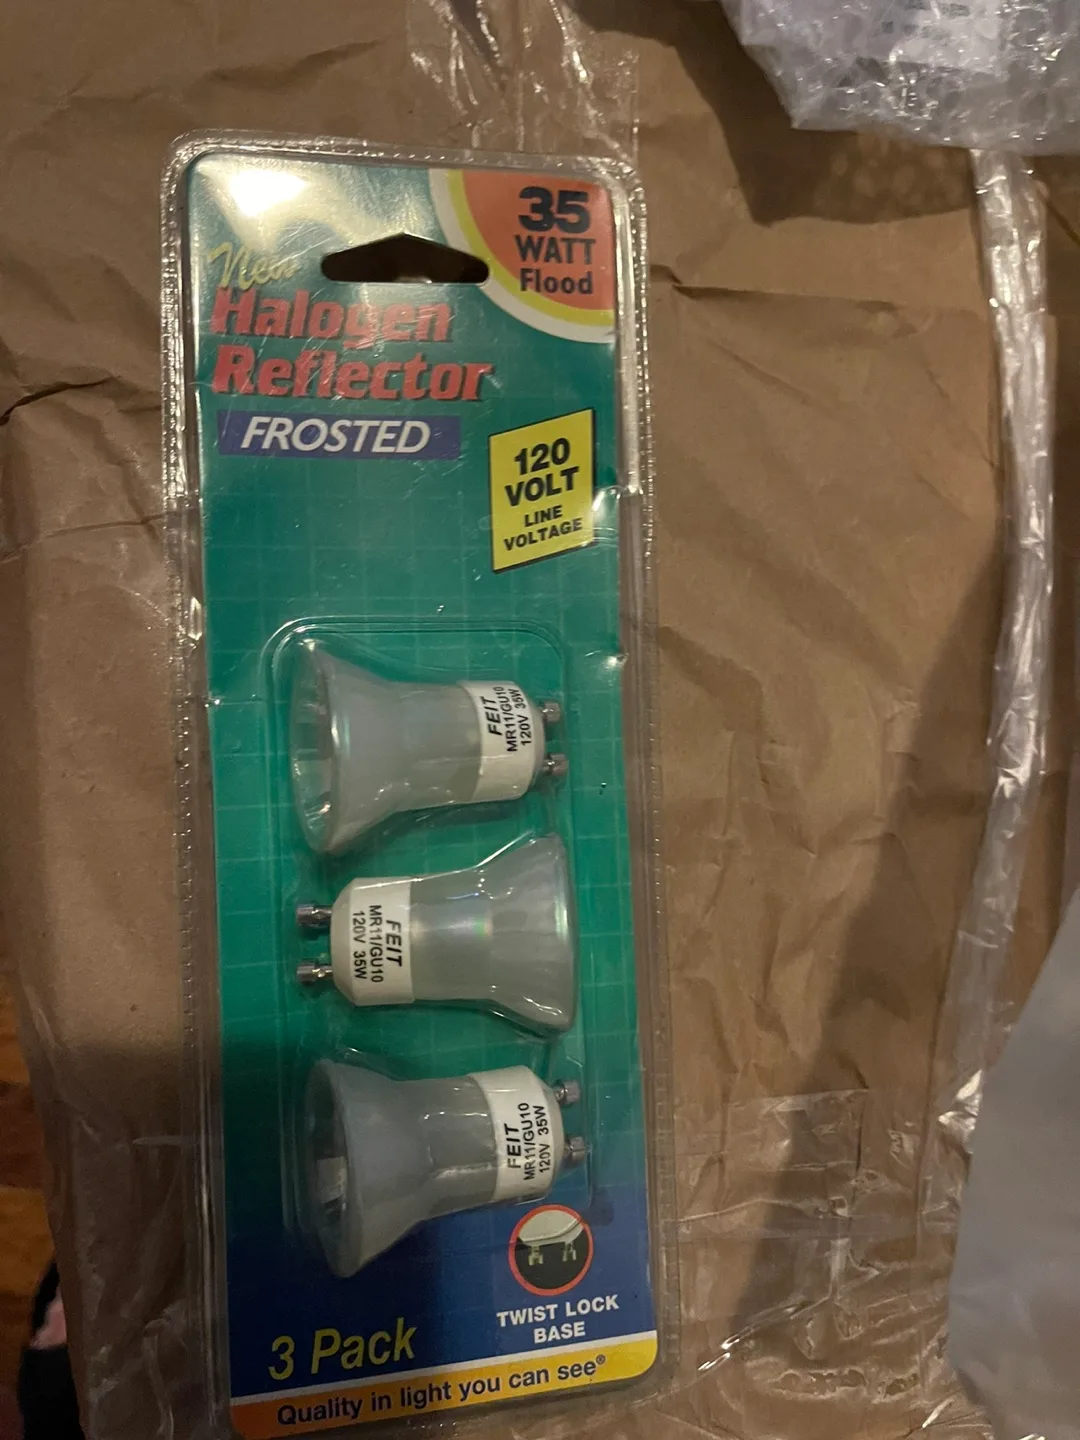 35
WATT
Flood
New
Halogen
Reflector
FROSTED
120
VOLT
LINE
VOLTAGE
FEIT
MR11/GU10
120V 35W
FEIT
MR11/GU10
120V 35W
FEIT
MR11/GU10
120V 35W
TWIST LOCK
BASE
3 Pack
Quality in light you can see®